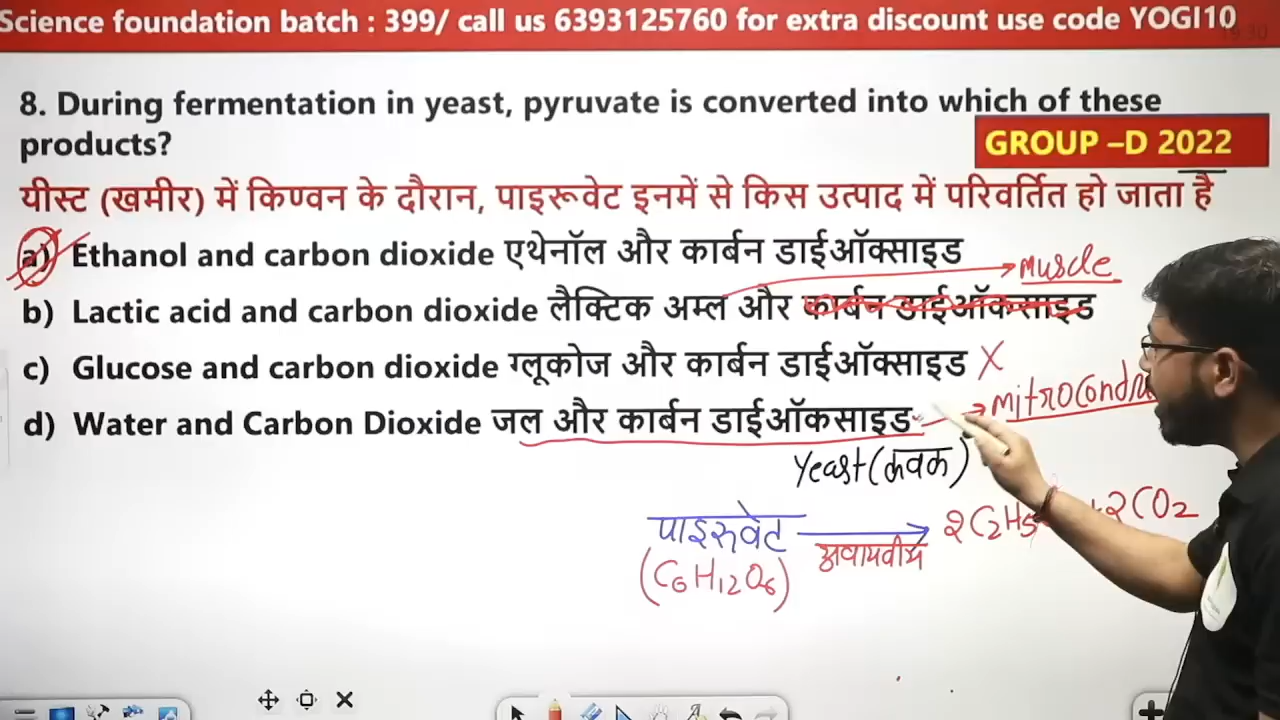 Science foundation batch : 399/ call us 6393125760 for extra discount use code YOGI10
19:30
8. During fermentation in yeast, pyruvate is converted into which of these
products?
GROUP –D 2022
यीस्ट (खमीर) में किण्वन के दौरान, पाइरूवेट इनमें से किस उत्पाद में परिवर्तित हो जाता है
a) Ethanol and carbon dioxide एथेनॉल और कार्बन डाईऑक्साइड
muscle
b) Lactic acid and carbon dioxide लैक्टिक अम्ल और कार्बन डाईऑकसाइड
c) Glucose and carbon dioxide ग्लूकोज और कार्बन डाईऑक्साइड X
mitrocondr
d) Water and Carbon Dioxide जल और कार्बन डाईऑकसाइड
Yeast (कवक)
पाइरुवेट अवायवीय 2C2H5 +2CO2
(C6H12O6)